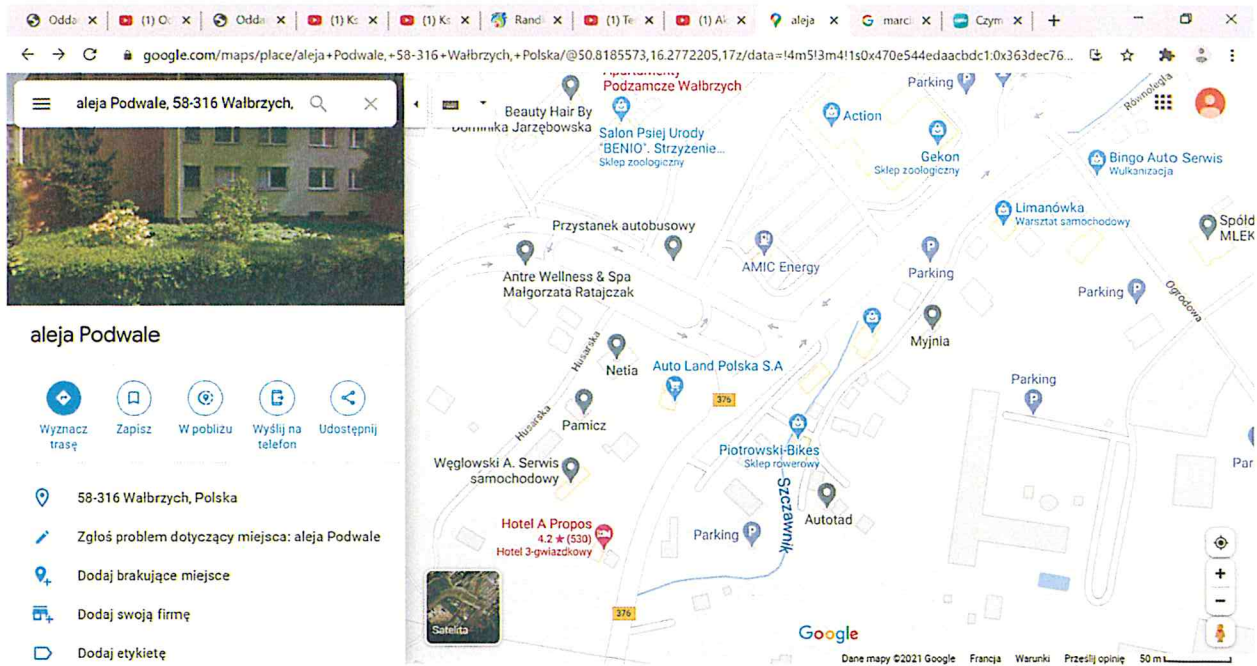 Odda
(1) Oc
Odda
(1) Ks
(1) Ks
Rand
(1) Te
(1) Ak
aleja
marci
Czym
google.com/maps/place/aleja+Podwale,+58-316+Wałbrzych,+Polska/@50.8185573,16.2772205,17z/data=!4m5!3m4!1s0x470e544edaacbdc1:0x363dec76...
aleja Podwale, 58-316 Wałbrzych,
aleja Podwale
Wyznacz
trasę
Zapisz
W pobliżu
Wyślij na
telefon
Udostępnij
58-316 Wałbrzych, Polska
Zgłoś problem dotyczący miejsca: aleja Podwale
Dodaj brakujące miejsce
Dodaj swoją firmę
Dodaj etykietę
Apartamenty
Podzamcze Wałbrzych
Beauty Hair By
Dominika Jarzębowska
Salon Psiej Urody
"BENIO". Strzyżenie...
Sklep zoologiczny
Action
Parking
Równoległa
Gekon
Sklep zoologiczny
Bingo Auto Serwis
Wulkanizacja
Limanówka
Warsztat samochodowy
Spółd
MLEK
Przystanek autobusowy
Antre Wellness & Spa
Małgorzata Ratajczak
AMIC Energy
Parking
Parking
Ogrodowa
Myjnia
Husarska
Netia
Auto Land Polska S.A
376
Parking
Pamicz
Husarska
Piotrowski-Bikes
Sklep rowerowy
Par
Węglowski A. Serwis
samochodowy
Szczawnik
Autotad
Hotel A Propos
4.2 ★ (530)
Hotel 3-gwiazdkowy
Parking
376
Satelita
Google
Dane mapy ©2021 Google Francja Warunki Prześlij opinię 50 m